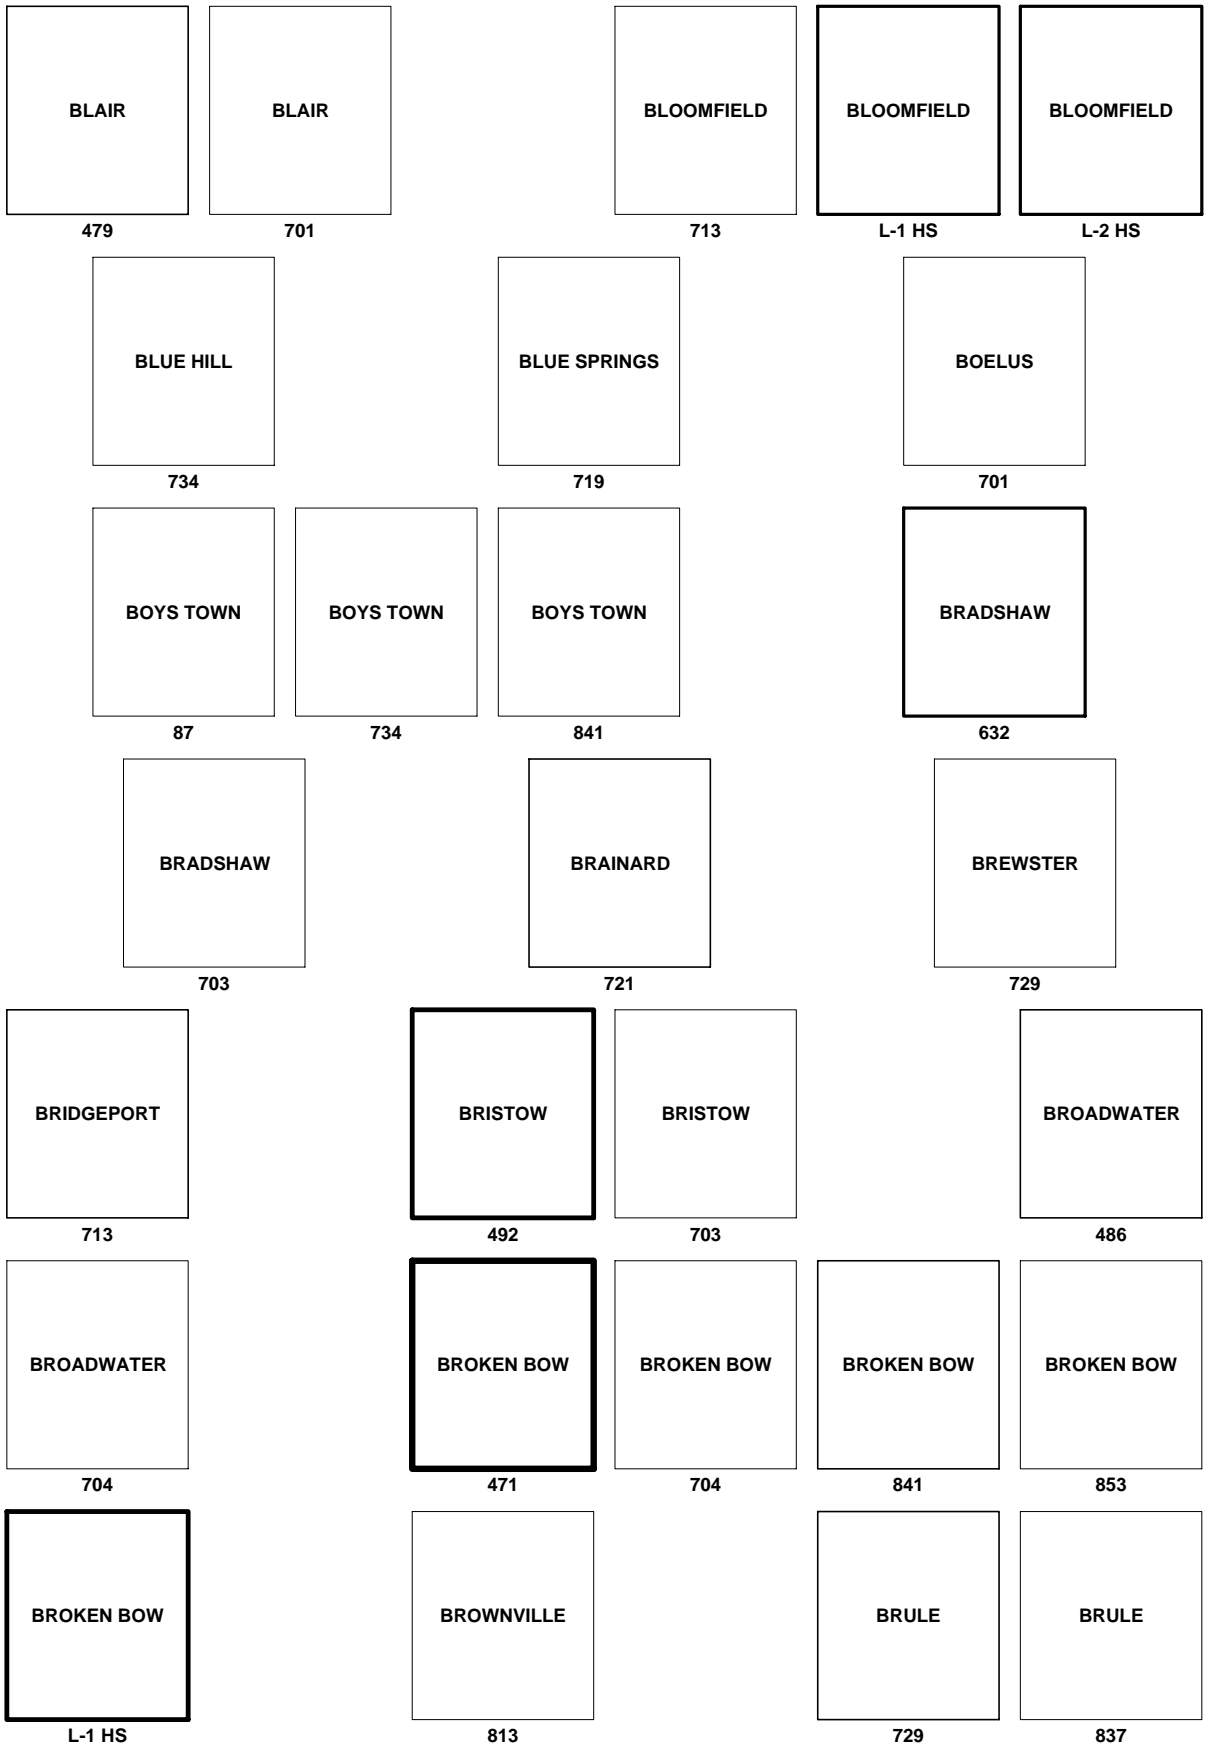 BLAIR BLAIR BLOOMFIELD BLOOMFIELD BLOOMFIELD
479 701 713 L-1 HS L-2 HS
BLUE HILL BLUE SPRINGS BOELUS
734 719 701
BOYS TOWN BOYS TOWN BOYS TOWN BRADSHAW
87 734 841 632
BRADSHAW BRAINARD BREWSTER
703 721 729
BRIDGEPORT BRISTOW BRISTOW BROADWATER
713 492 703 486
BROADWATER BROKEN BOW BROKEN BOW BROKEN BOW BROKEN BOW
704 471 704 841 853
BROKEN BOW BROWNVILLE BRULE BRULE
L-1 HS 813 729 837